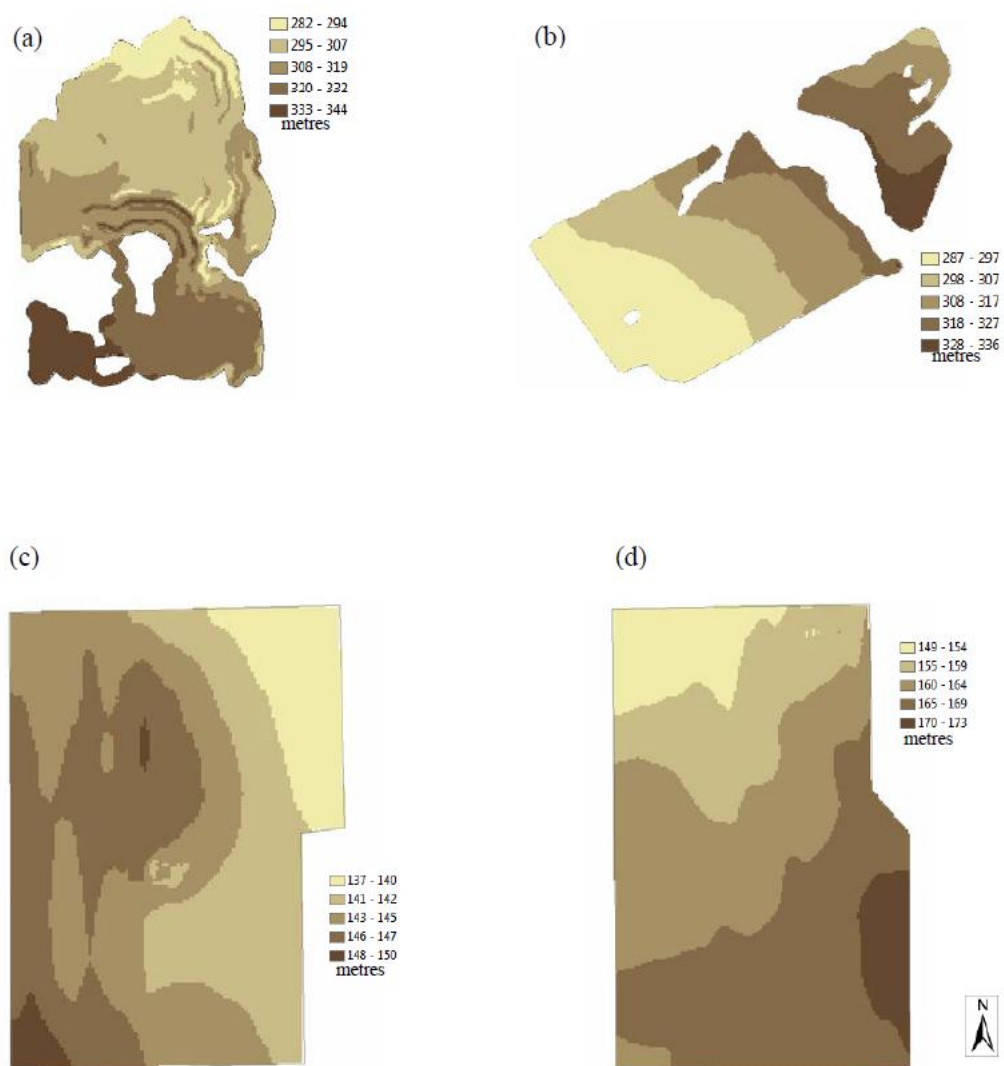 (a)
282 - 294
295 - 307
308 - 319
320 - 332
333 - 344
metres
(b)
287 - 297
298 - 307
308 - 317
318 - 327
328 - 336
metres
(c)
137 - 140
141 - 142
143 - 145
146 - 147
148 - 150
metres
(d)
149 - 154
155 - 159
160 - 164
165 - 169
170 - 173
metres
N